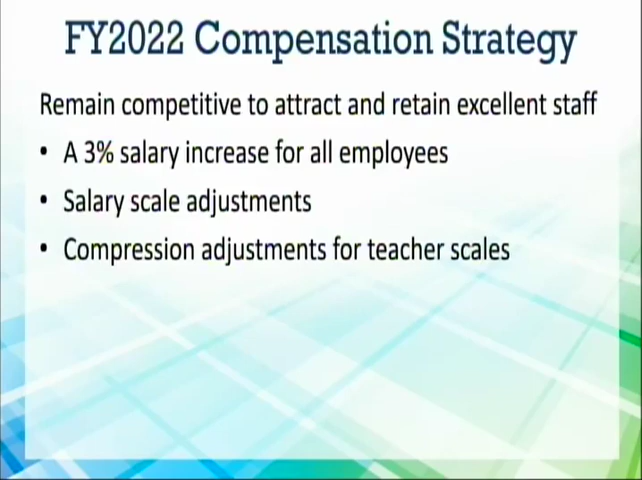 FY2022 Compensation Strategy
Remain competitive to attract and retain excellent staff
• A 3% salary increase for all employees
• Salary scale adjustments
• Compression adjustments for teacher scales